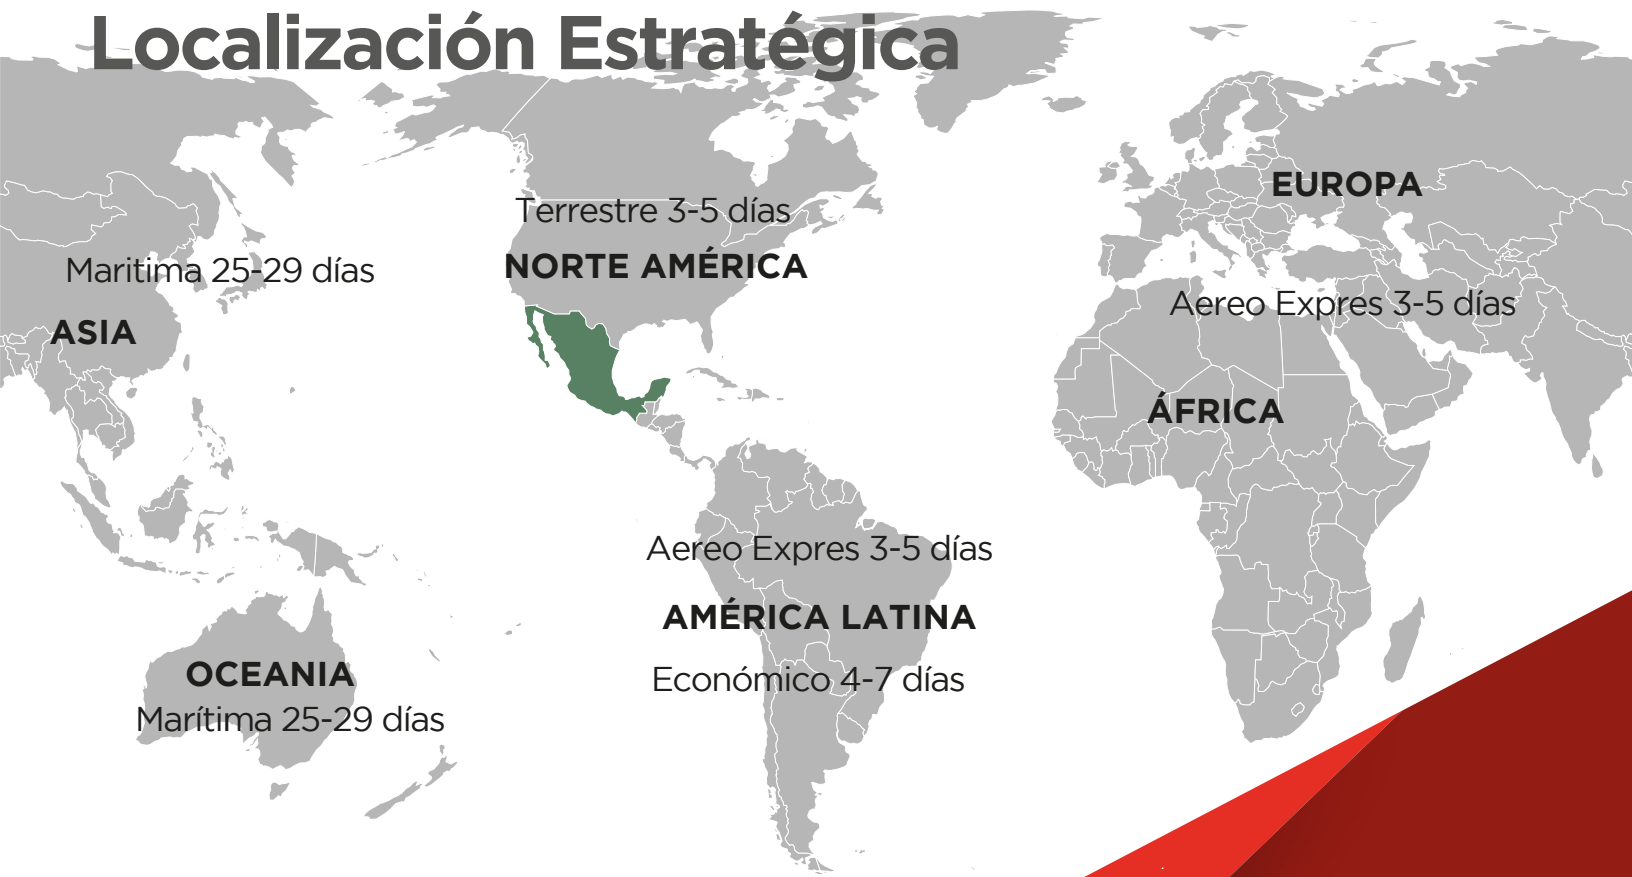 Localización Estratégica
Terrestre 3-5 días
NORTE AMÉRICA
EUROPA
Aereo Expres 3-5 días
Maritima 25-29 días
ASIA
ÁFRICA
Aereo Expres 3-5 días
AMÉRICA LATINA
Económico 4-7 días
OCEANIA
Marítima 25-29 días